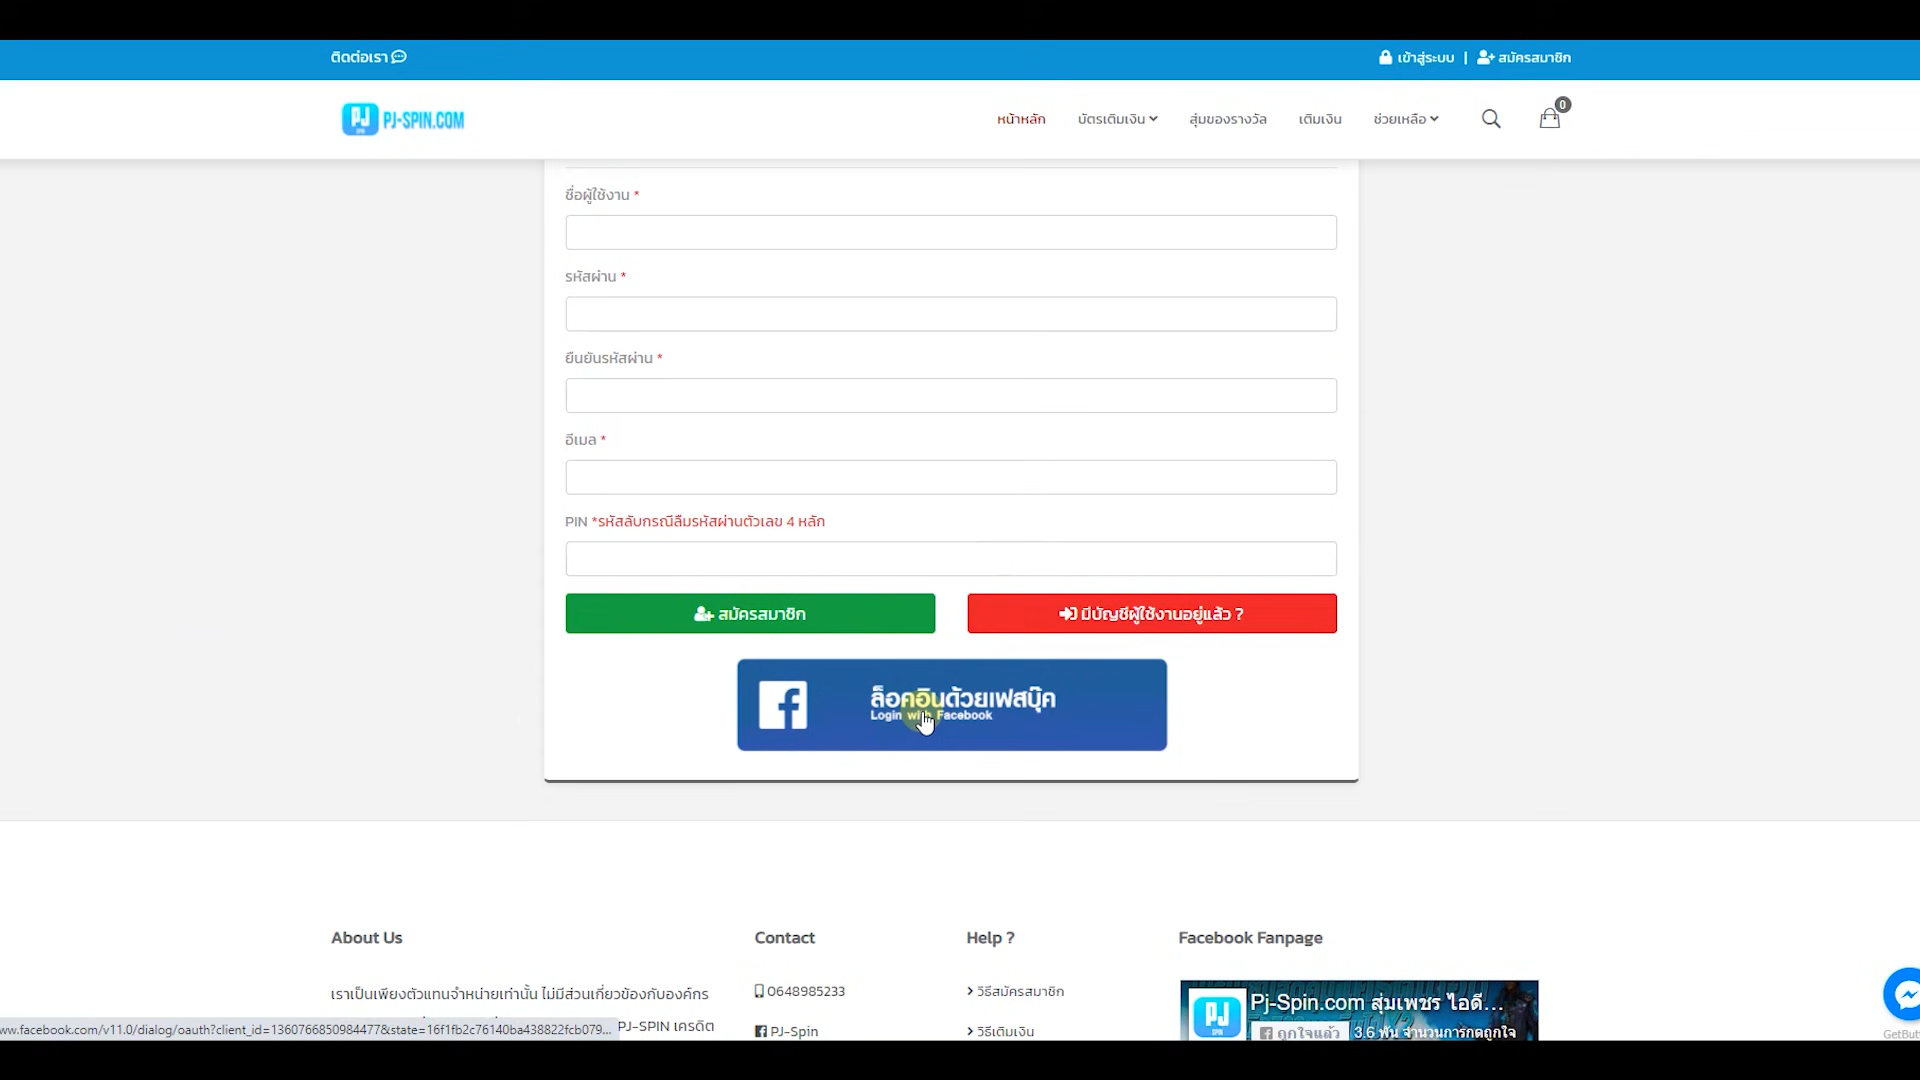 ติดต่อเรา
เข้าสู่ระบบ | สมัครสมาชิก
PJ PJ-SPIN.COM
หน้าหลัก บัตรเติมเงิน สุ่มของรางวัล เติมเงิน ช่วยเหลือ 0
ชื่อผู้ใช้งาน *
รหัสผ่าน *
ยืนยันรหัสผ่าน *
อีเมล *
PIN *รหัสลับกรณีลืมรหัสผ่านตัวเลข 4 หลัก
สมัครสมาชิก
มีบัญชีผู้ใช้งานอยู่แล้ว ?
ล็อคอินด้วยเฟสบุ๊ค
Login with Facebook
About Us
เราเป็นเพียงตัวแทนจำหน่ายเท่านั้น ไม่มีส่วนเกี่ยวข้องกับองค์กร
PJ-SPIN เครดิต
Contact
0648985233
PJ-Spin
Help ?
วิธีสมัครสมาชิก
วิธีเติมเงิน
Facebook Fanpage
PJ
SPIN
Pj-Spin.com สุ่มเพชร ไอดี...
ถูกใจแล้ว 3.6 พัน จำนวนการกดถูกใจ
GetButt
ww.facebook.com/v11.0/dialog/oauth?client_id=1360766850984477&state=16f1fb2c76140ba438822fcb079...